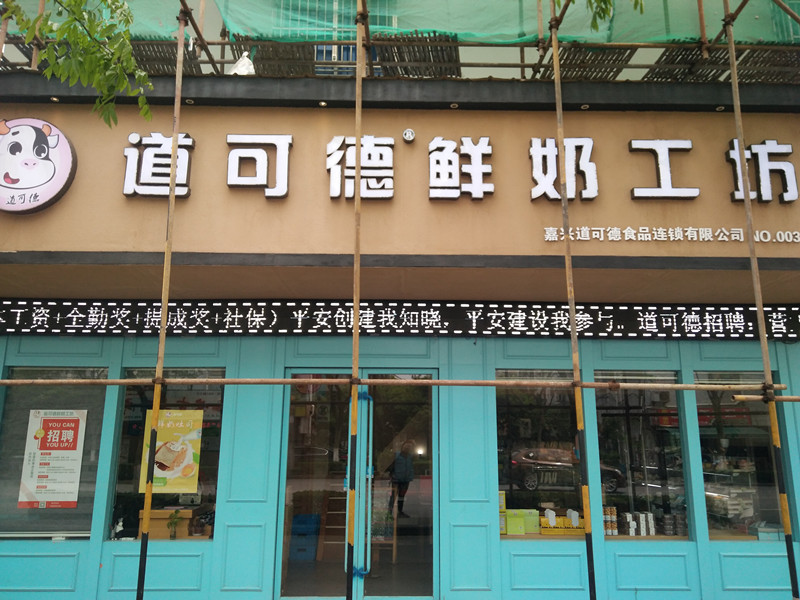 道可德®鲜奶工坊
道可德
嘉兴道可德食品连锁有限公司 NO.003
工资+全勤奖+提成奖+社保）平安创建我知晓，平安建设我参与。道可德招聘：营
YOU CAN
招聘
YOU UP//